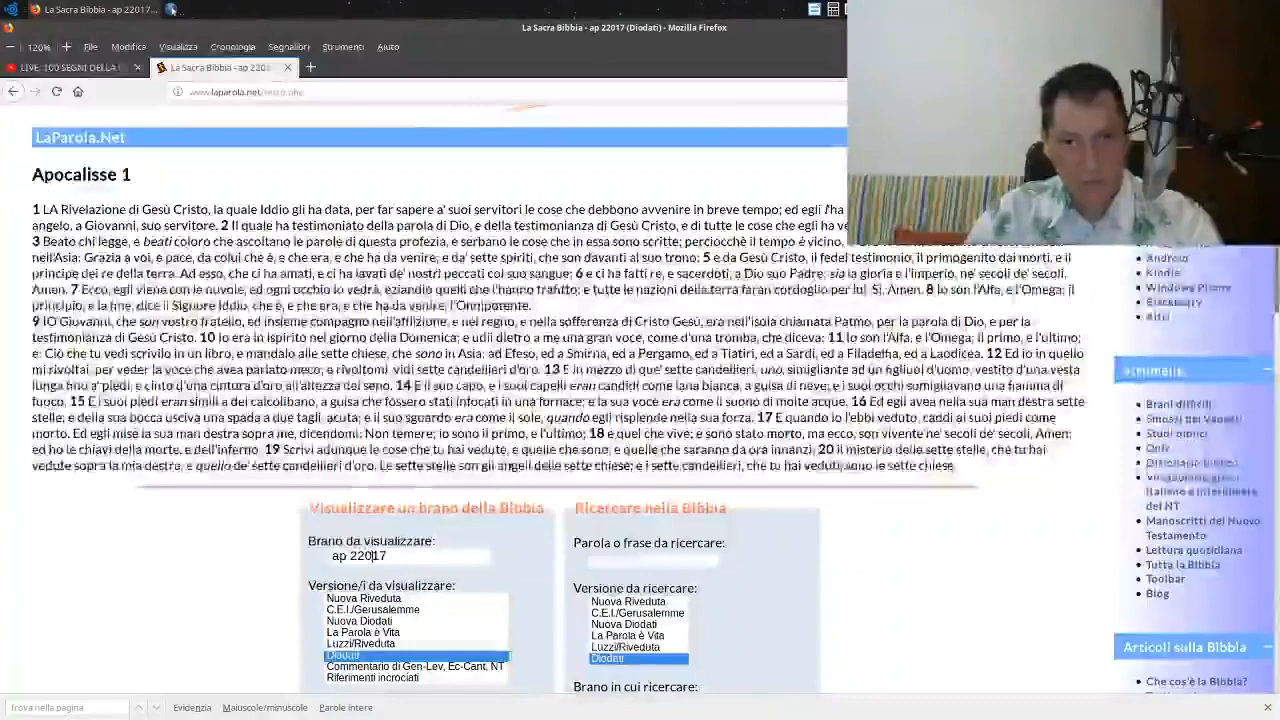 La Sacra Bibbia - ap 22017...
La Sacra Bibbia - ap 22017 (Diodati) - Mozilla Firefox
120% File Modifica Visualizza Cronologia Segnalibri Strumenti Aiuto
LIVE: 100 SEGNI DELLA
La Sacra Bibbia - ap 2201
www.laparola.net/testo.php
LaParola.Net
Apocalisse 1
1 LA Rivelazione di Gesù Cristo, la quale Iddio gli ha data, per far sapere a' suoi servitori le cose che debbono avvenire in breve tempo; ed egli l'ha
angelo, a Giovanni, suo servitore. 2 Il quale ha testimoniato della parola di Dio, e della testimonianza di Gesù Cristo, e di tutte le cose che egli ha
3 Beato chi legge, e beati coloro che ascoltano le parole di questa profezia, e serbano le cose che in essa sono scritte; perciocchè il tempo è vicino,
nell'Asia: Grazia a voi, e pace, da colui che è, e che era, e che ha da venire; e da' sette spiriti, che son davanti al suo trono; 5 e da Gesù Cristo, il fedel testimonio, il primogenito dai morti, e il
principe dei re della terra. Ad esso, che ci ha amati, e ci ha lavati de' nostri peccati col suo sangue; 6 e ci ha fatti re, e sacerdoti, a Dio suo Padre, sia la gloria e l'imperio, ne' secoli de' secoli.
Amen. 7 Ecco, egli viene con le nuvole, ed ogni occhio lo vedrà, eziandio quelli che l'hanno trafitto; e tutte le nazioni della terra faran cordoglio per lui. Sì, Amen. 8 Io son l'Alfa, e l'Omega; il
principio, e la fine, dice il Signore Iddio, che è, e che era, e che ha da venire, l'Onnipotente.
9 IO Giovanni, che son vostro fratello, ed insieme compagno nell'afflizione, e nel regno, e nella sofferenza di Cristo Gesù, era nell'isola chiamata Patmo, per la parola di Dio, e per la
testimonianza di Gesù Cristo. 10 Io era in ispirito nel giorno della Domenica; e udii dietro a me una gran voce, come d'una tromba, che diceva: 11 Io son l'Alfa, e l'Omega; il primo, e l'ultimo;
e: Ciò che tu vedi scrivilo in un libro, e mandalo alle sette chiese, che sono in Asia: ad Efeso, ed a Smirna, ed a Pergamo, ed a Tiatiri, ed a Sardi, ed a Filadelfia, ed a Laodicea. 12 Ed io in quello
mi rivoltai, per veder la voce che avea parlato meco; e rivoltomi, vidi sette candellieri d'oro. 13 E in mezzo di que' sette candellieri, uno, simigliante ad un figliuol d'uomo, vestito d'una vesta
lunga fino a' piedi, e cinto d'una cintura d'oro all'altezza del seno. 14 E il suo capo, e i suoi capelli eran candidi come lana bianca, a guisa di neve; e i suoi occhi somigliavano una fiamma di
fuoco. 15 E i suoi piedi eran simili a del calcolibano, a guisa che fossero stati infocati in una fornace; e la sua voce era come il suono di molte acque. 16 Ed egli avea nella sua man destra sette
stelle; e della sua bocca usciva una spada a due tagli, acuta; e il suo sguardo era come il sole, quando egli risplende nella sua forza. 17 E quando io l'ebbi veduto, caddi ai suoi piedi come
morto. Ed egli mise la sua man destra sopra me, dicendomi: Non temere; io sono il primo, e l'ultimo; 18 e quel che vive; e sono stato morto, ma ecco, son vivente ne' secoli de' secoli, Amen;
ed ho le chiavi della morte, e dell'inferno. 19 Scrivi adunque le cose che tu hai vedute, e quelle che sono, e quelle che saranno da ora innanzi, 20 il misterio delle sette stelle, che tu hai
vedute sopra la mia destra, e quello de' sette candellieri d'oro. Le sette stelle son gli angeli delle sette chiese; e i sette candellieri, che tu hai veduti, sono le sette chiese.
Android
Kindle
Windows Phone
Blackberry
Altri
Strumenti
Brani difficili
Sinossi dei Vangeli
Studi biblici
Quiz
Dizionario biblico
Vocabolario greco
italiano e interlineare
del NT
Manoscritti del Nuovo
Testamento
Lettura quotidiana
Tutta la Bibbia
Toolbar
Blog
Articoli sulla Bibbia
Che cos'è la Bibbia?
Visualizzare un brano della Bibbia
Brano da visualizzare:
ap 22017
Versione/i da visualizzare:
Nuova Riveduta
C.E.I./Gerusalemme
Nuova Diodati
La Parola è Vita
Luzzi/Riveduta
Diodati
Commentario di Gen-Lev, Ec-Cant, NT
Riferimenti incrociati
Ricercare nella Bibbia
Parola o frase da ricercare:
Versione da ricercare:
Nuova Riveduta
C.E.I./Gerusalemme
Nuova Diodati
La Parola è Vita
Luzzi/Riveduta
Diodati
Brano in cui ricercare:
Trova nella pagina Evidenzia Maiuscole/minuscole Parole intere